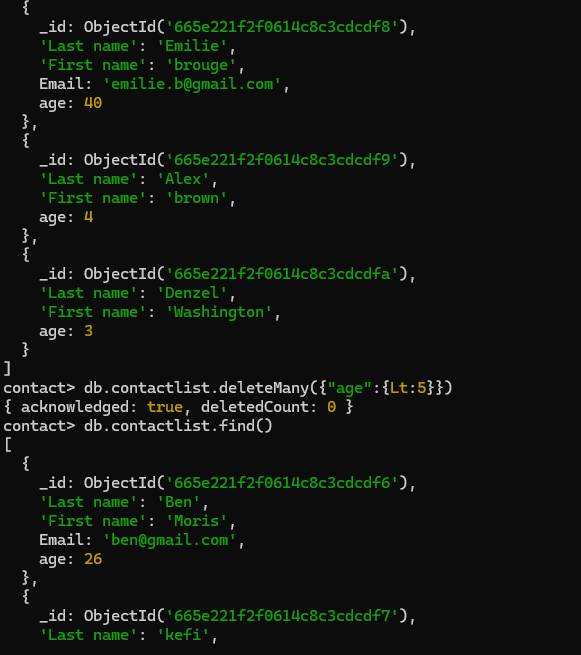 {
_id: ObjectId('665e221f2f0614c8c3cdcdf8'),
'Last name': 'Emilie',
'First name': 'brouge',
Email: 'emilie.b@gmail.com',
age: 40
},
{
_id: ObjectId('665e221f2f0614c8c3cdcdf9'),
'Last name': 'Alex',
'First name': 'brown',
age: 4
},
{
_id: ObjectId('665e221f2f0614c8c3cdcdfa'),
'Last name': 'Denzel',
'First name': 'Washington',
age: 3
}
]
contact> db.contactlist.deleteMany({"age":{Lt:5}})
{ acknowledged: true, deletedCount: 0 }
contact> db.contactlist.find()
[
{
_id: ObjectId('665e221f2f0614c8c3cdcdf6'),
'Last name': 'Ben',
'First name': 'Moris',
Email: 'ben@gmail.com',
age: 26
},
{
_id: ObjectId('665e221f2f0614c8c3cdcdf7'),
'Last name': 'kefi',